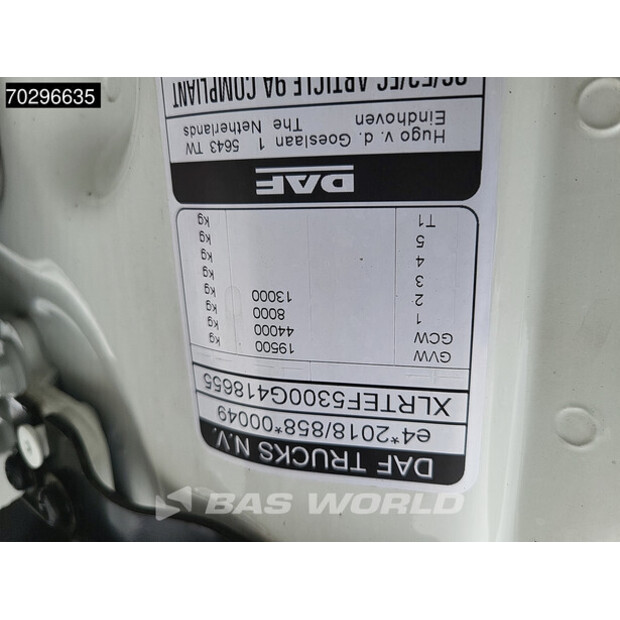 70296635
DAF TRUCKS N.V.
e4*2018/858*00049
XLRTEF5300G418655
GVW 19500 kg
GCW 44000 kg
1 8000 kg
2 13000 kg
3 kg
4 kg
5 kg
T1 kg
DAF
Hugo v. d. Goeslaan 1 5643 TW
Eindhoven The Netherlands
ARTICLE 9A COMPLIANT
BAS WORLD